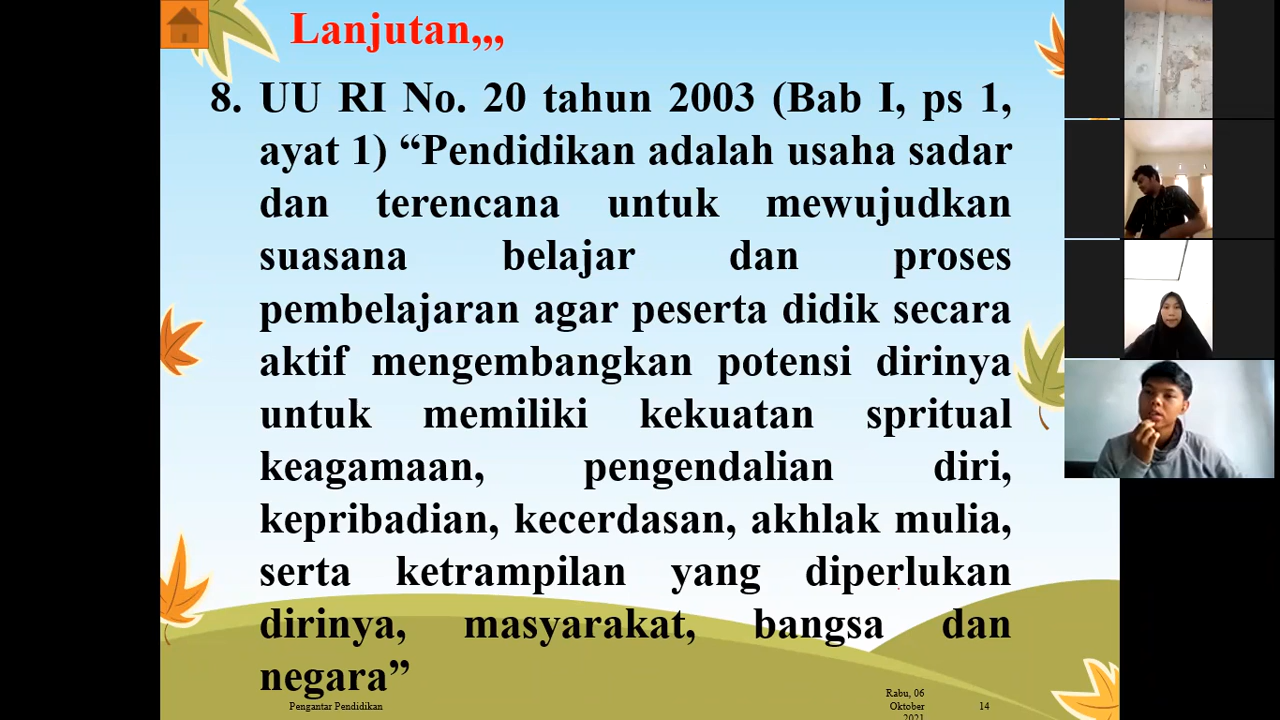 Lanjutan,,,
8. UU RI No. 20 tahun 2003 (Bab I, ps 1,
ayat 1) “Pendidikan adalah usaha sadar
dan terencana untuk mewujudkan
suasana belajar dan proses
pembelajaran agar peserta didik secara
aktif mengembangkan potensi dirinya
untuk memiliki kekuatan spritual
keagamaan, pengendalian diri,
kepribadian, kecerdasan, akhlak mulia,
serta ketrampilan yang diperlukan
dirinya, masyarakat, bangsa dan
negara”
Pengantar Pendidikan
Rabu, 06
Oktober
2021
14